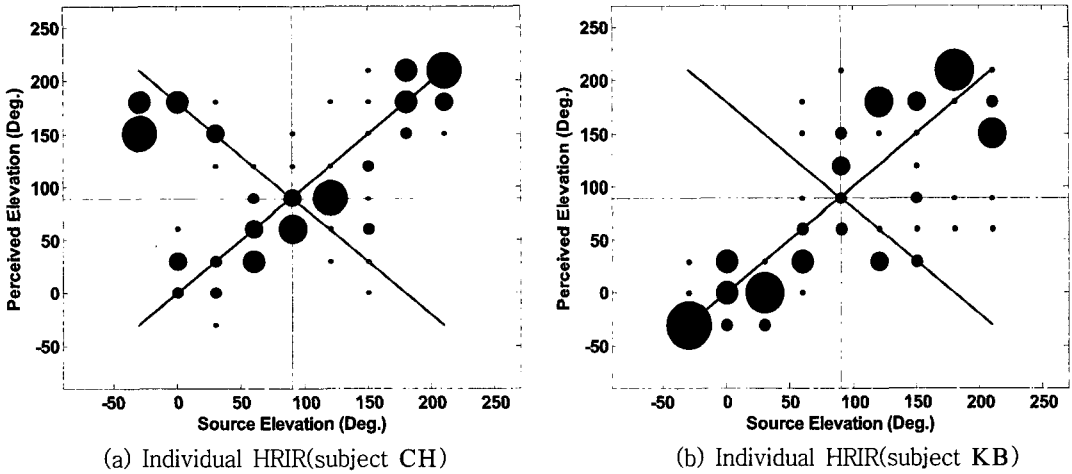 250
200
150
100
50
0
-50
Perceived Elevation (Deg.)
-50 0 50 100 150 200 250
Source Elevation (Deg.)
(a) Individual HRIR(subject CH)
250
200
150
100
50
0
-50
Perceived Elevation (Deg.)
-50 0 50 100 150 200 250
Source Elevation (Deg.)
(b) Individual HRIR(subject KB)